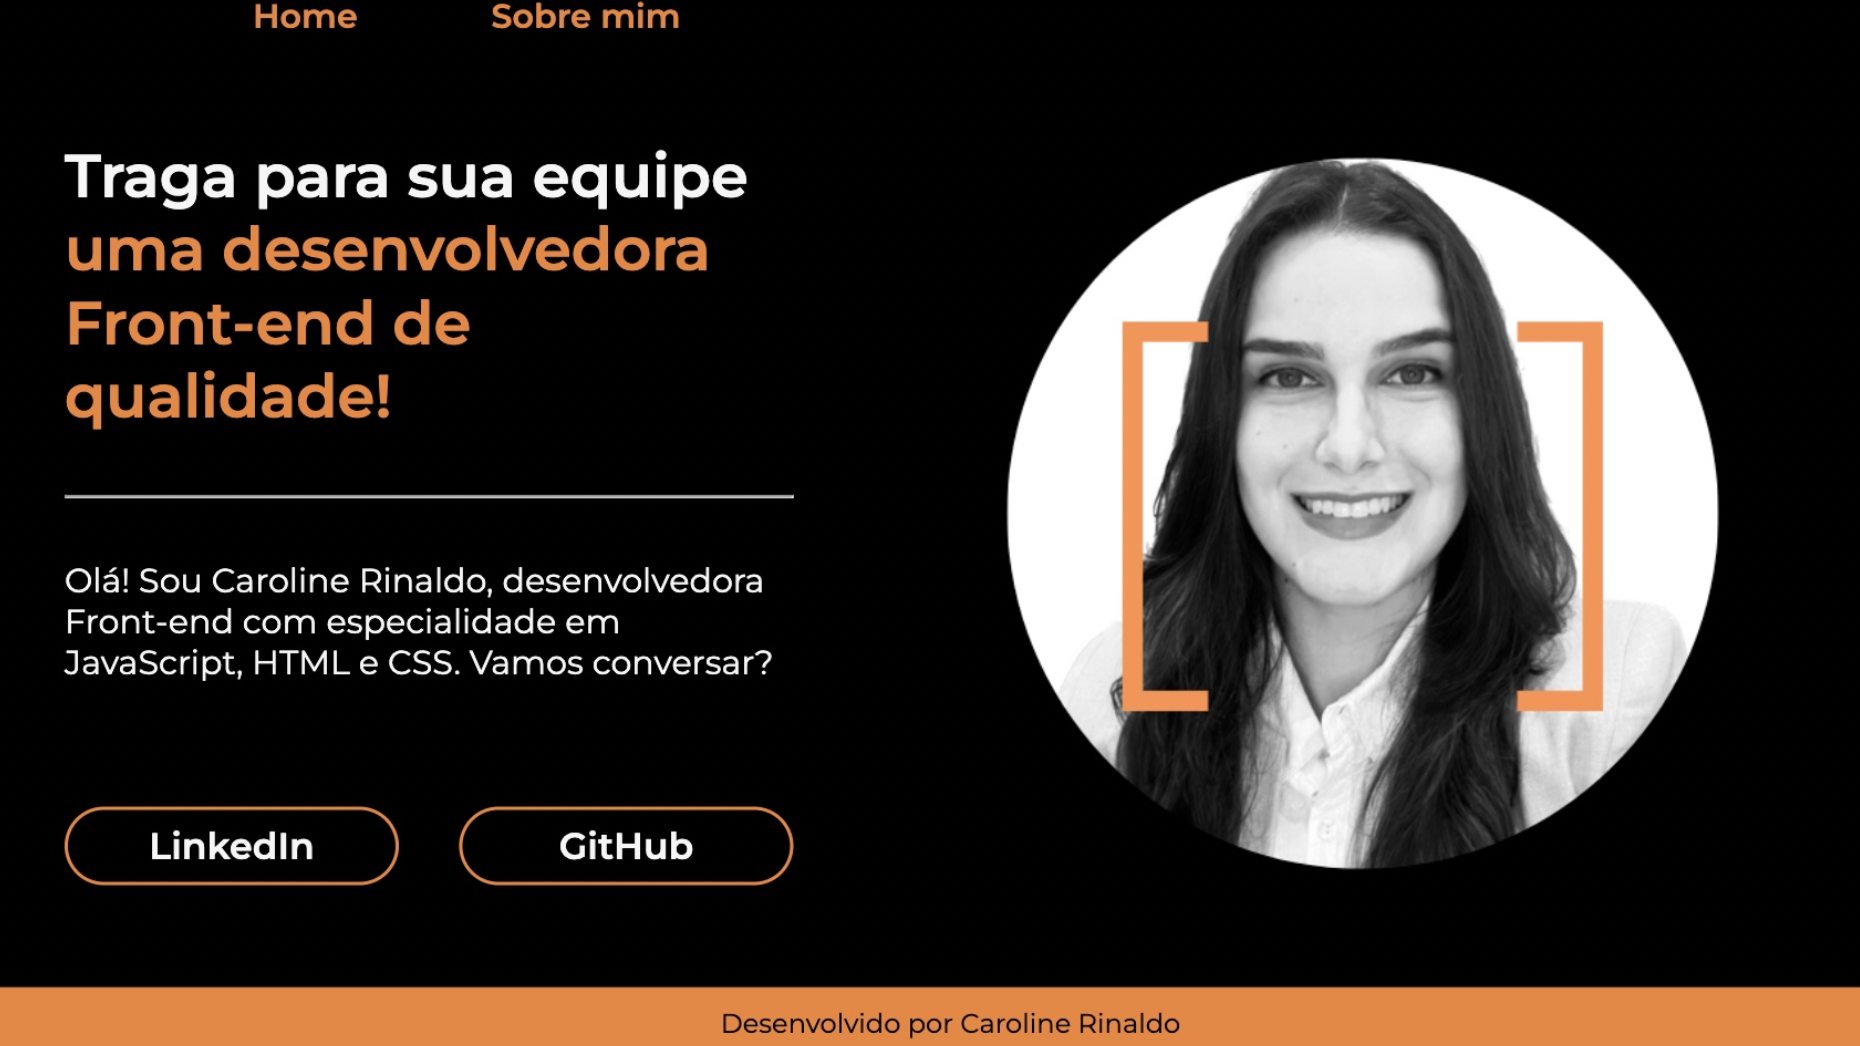 Home Sobre mim
Traga para sua equipe
uma desenvolvedora
Front-end de
qualidade!
Olá! Sou Caroline Rinaldo, desenvolvedora
Front-end com especialidade em
JavaScript, HTML e CSS. Vamos conversar?
LinkedIn GitHub
Desenvolvido por Caroline Rinaldo